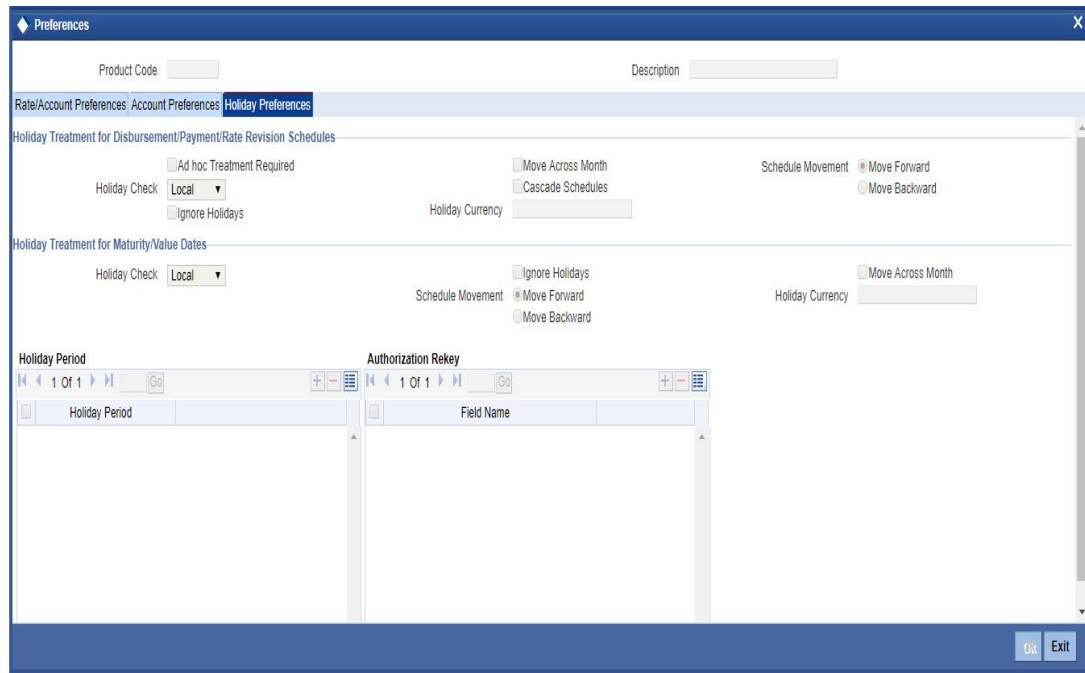 Preferences X
Product Code Description
Rate/Account Preferences Account Preferences Holiday Preferences
Holiday Treatment for Disbursement/Payment/Rate Revision Schedules
Ad hoc Treatment Required Move Across Month Schedule Movement Move Forward
Holiday Check Local Cascade Schedules Move Backward
Ignore Holidays Holiday Currency
Holiday Treatment for Maturity/Value Dates
Holiday Check Local Ignore Holidays Move Across Month
Schedule Movement Move Forward Holiday Currency
Move Backward
Holiday Period Authorization Rekey
1 Of 1 Go 1 Of 1 Go
Holiday Period Field Name
Ok Exit